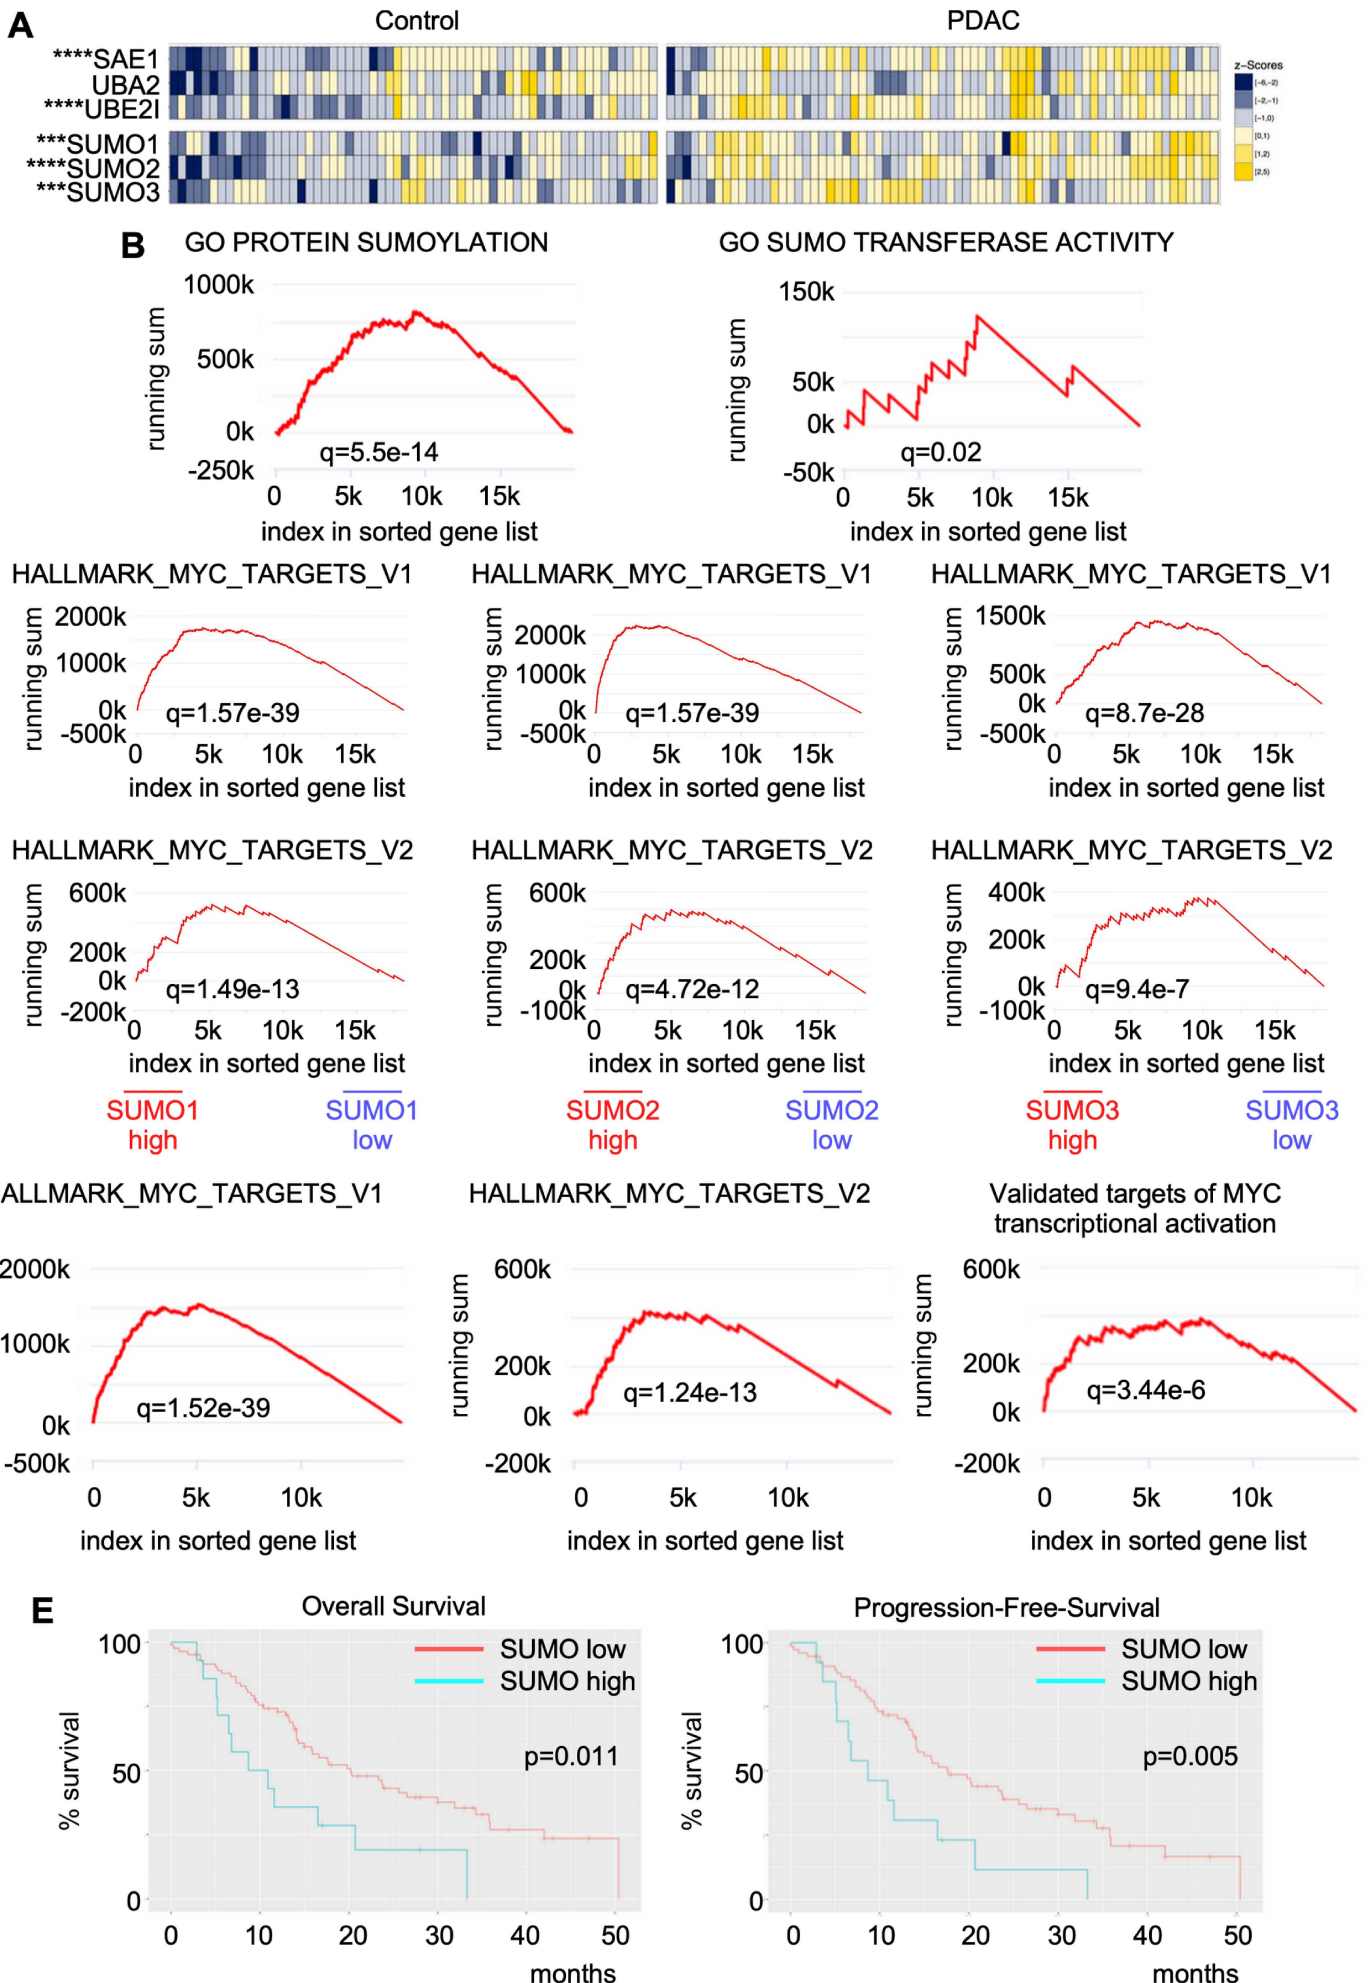 A
Control
PDAC
****SAE1
UBA2
****UBE2I
***SUMO1
****SUMO2
***SUMO3
z-Scores
[-6,-2)
[-2,-1)
[-1,0)
[0,1)
[1,2)
[2,5)
B
GO PROTEIN SUMOYLATION
1000k
500k
0k
-250k
running sum
q=5.5e-14
0 5k 10k 15k
index in sorted gene list
GO SUMO TRANSFERASE ACTIVITY
150k
50k
0k
-50k
running sum
q=0.02
0 5k 10k 15k
index in sorted gene list
HALLMARK_MYC_TARGETS_V1
2000k
1000k
0k
-500k
running sum
q=1.57e-39
0 5k 10k 15k
index in sorted gene list
HALLMARK_MYC_TARGETS_V1
2000k
1000k
0k
-500k
running sum
q=1.57e-39
0 5k 10k 15k
index in sorted gene list
HALLMARK_MYC_TARGETS_V1
1500k
500k
0k
-500k
running sum
q=8.7e-28
0 5k 10k 15k
index in sorted gene list
HALLMARK_MYC_TARGETS_V2
600k
200k
0k
-200k
running sum
q=1.49e-13
0 5k 10k 15k
index in sorted gene list
SUMO1 high
SUMO1 low
HALLMARK_MYC_TARGETS_V2
600k
200k
0k
-100k
running sum
q=4.72e-12
0 5k 10k 15k
index in sorted gene list
SUMO2 high
SUMO2 low
HALLMARK_MYC_TARGETS_V2
400k
200k
0k
-100k
running sum
q=9.4e-7
0 5k 10k 15k
index in sorted gene list
SUMO3 high
SUMO3 low
ALLMARK_MYC_TARGETS_V1
2000k
1000k
0k
-500k
q=1.52e-39
0 5k 10k
index in sorted gene list
HALLMARK_MYC_TARGETS_V2
600k
200k
0k
-200k
running sum
q=1.24e-13
0 5k 10k
index in sorted gene list
Validated targets of MYC
transcriptional activation
600k
200k
0k
-200k
running sum
q=3.44e-6
0 5k 10k
index in sorted gene list
E
Overall Survival
100
50
0
% survival
SUMO low
SUMO high
p=0.011
0 10 20 30 40 50
months
Progression-Free-Survival
100
50
0
% survival
SUMO low
SUMO high
p=0.005
0 10 20 30 40 50
months